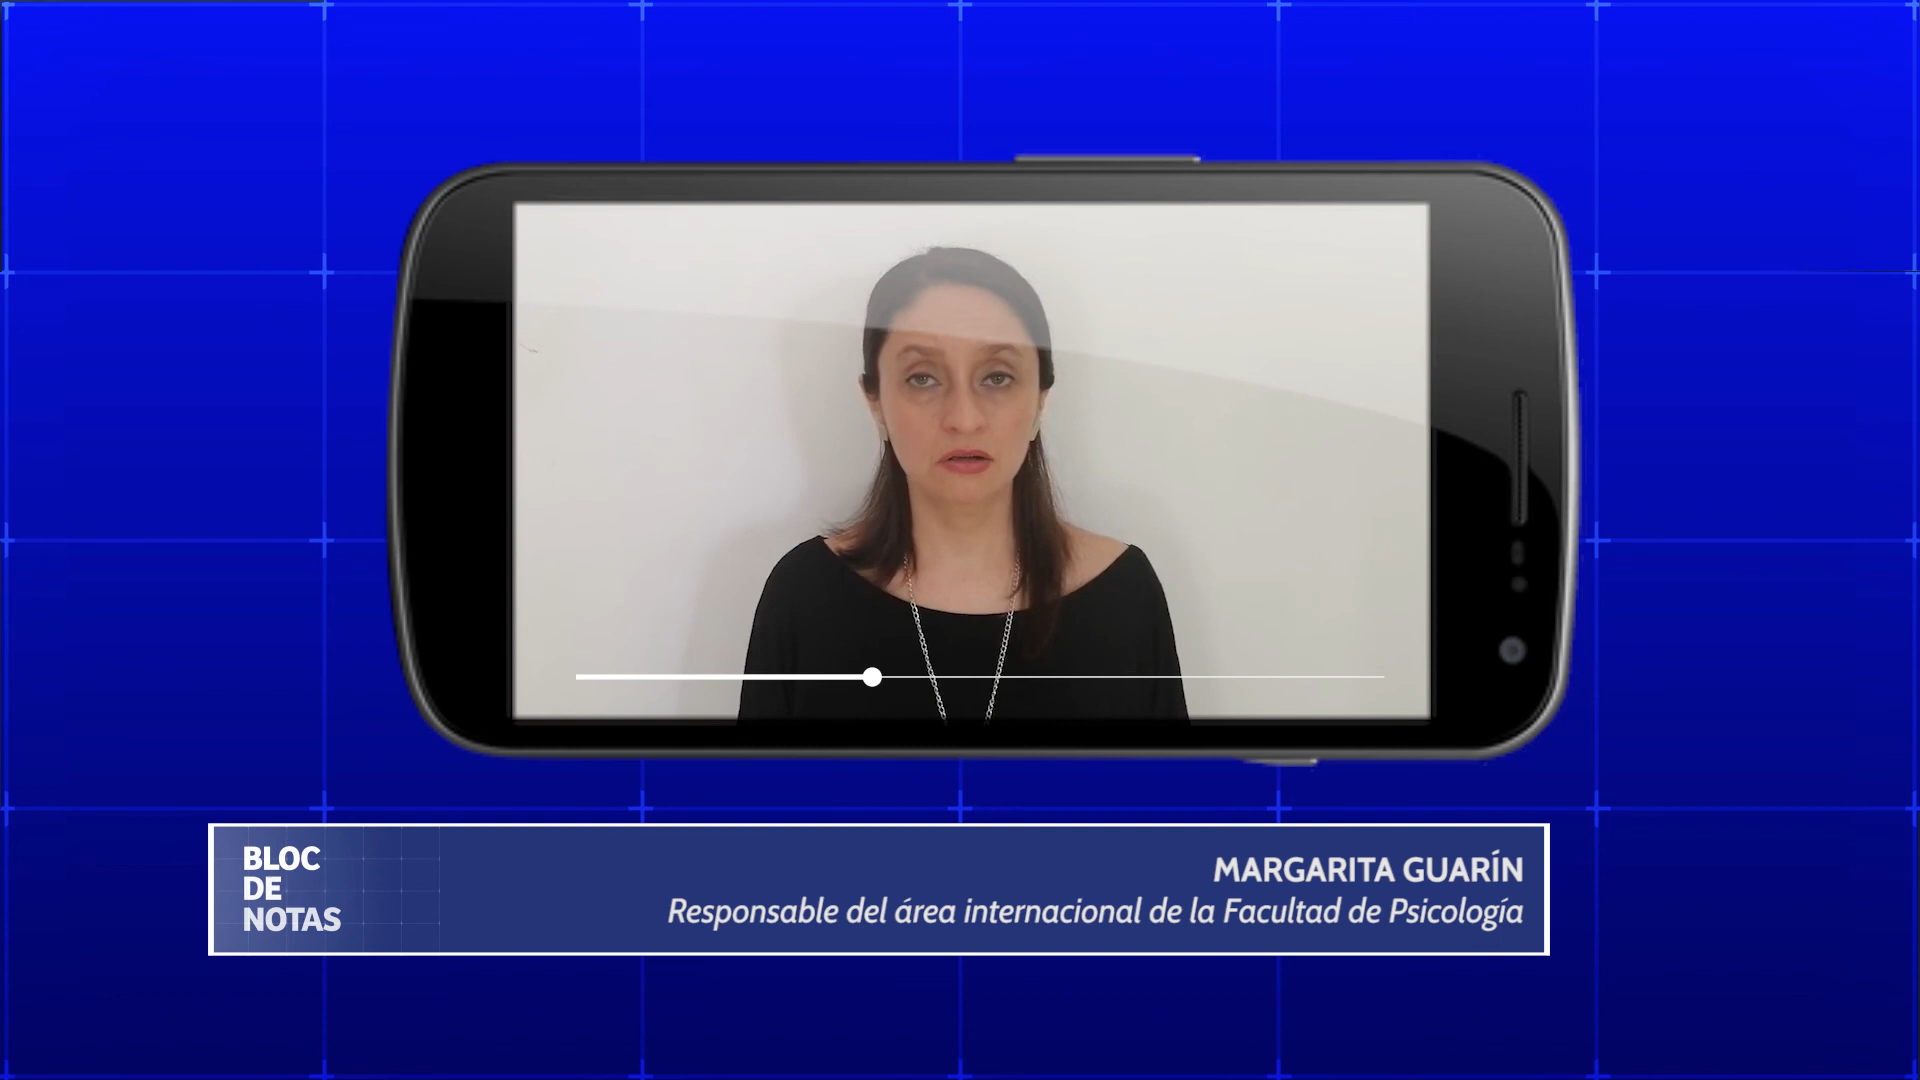 BLOC
DE
NOTAS
MARGARITA GUARÍN
Responsable del área internacional de la Facultad de Psicología